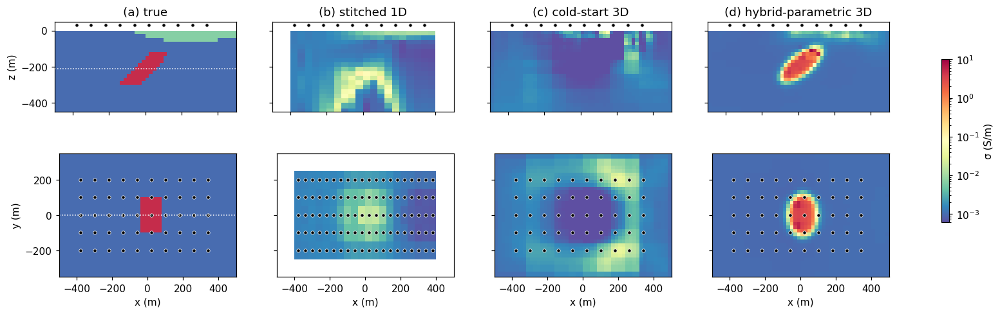 (a) true
(b) stitched 1D
(c) cold-start 3D
(d) hybrid-parametric 3D
z (m)
0
−200
−400
10¹
10⁰
10⁻¹
10⁻²
10⁻³
σ (S/m)
y (m)
200
0
−200
−400 −200 0 200 400
−400 −200 0 200 400
−400 −200 0 200 400
−400 −200 0 200 400
x (m)
x (m)
x (m)
x (m)